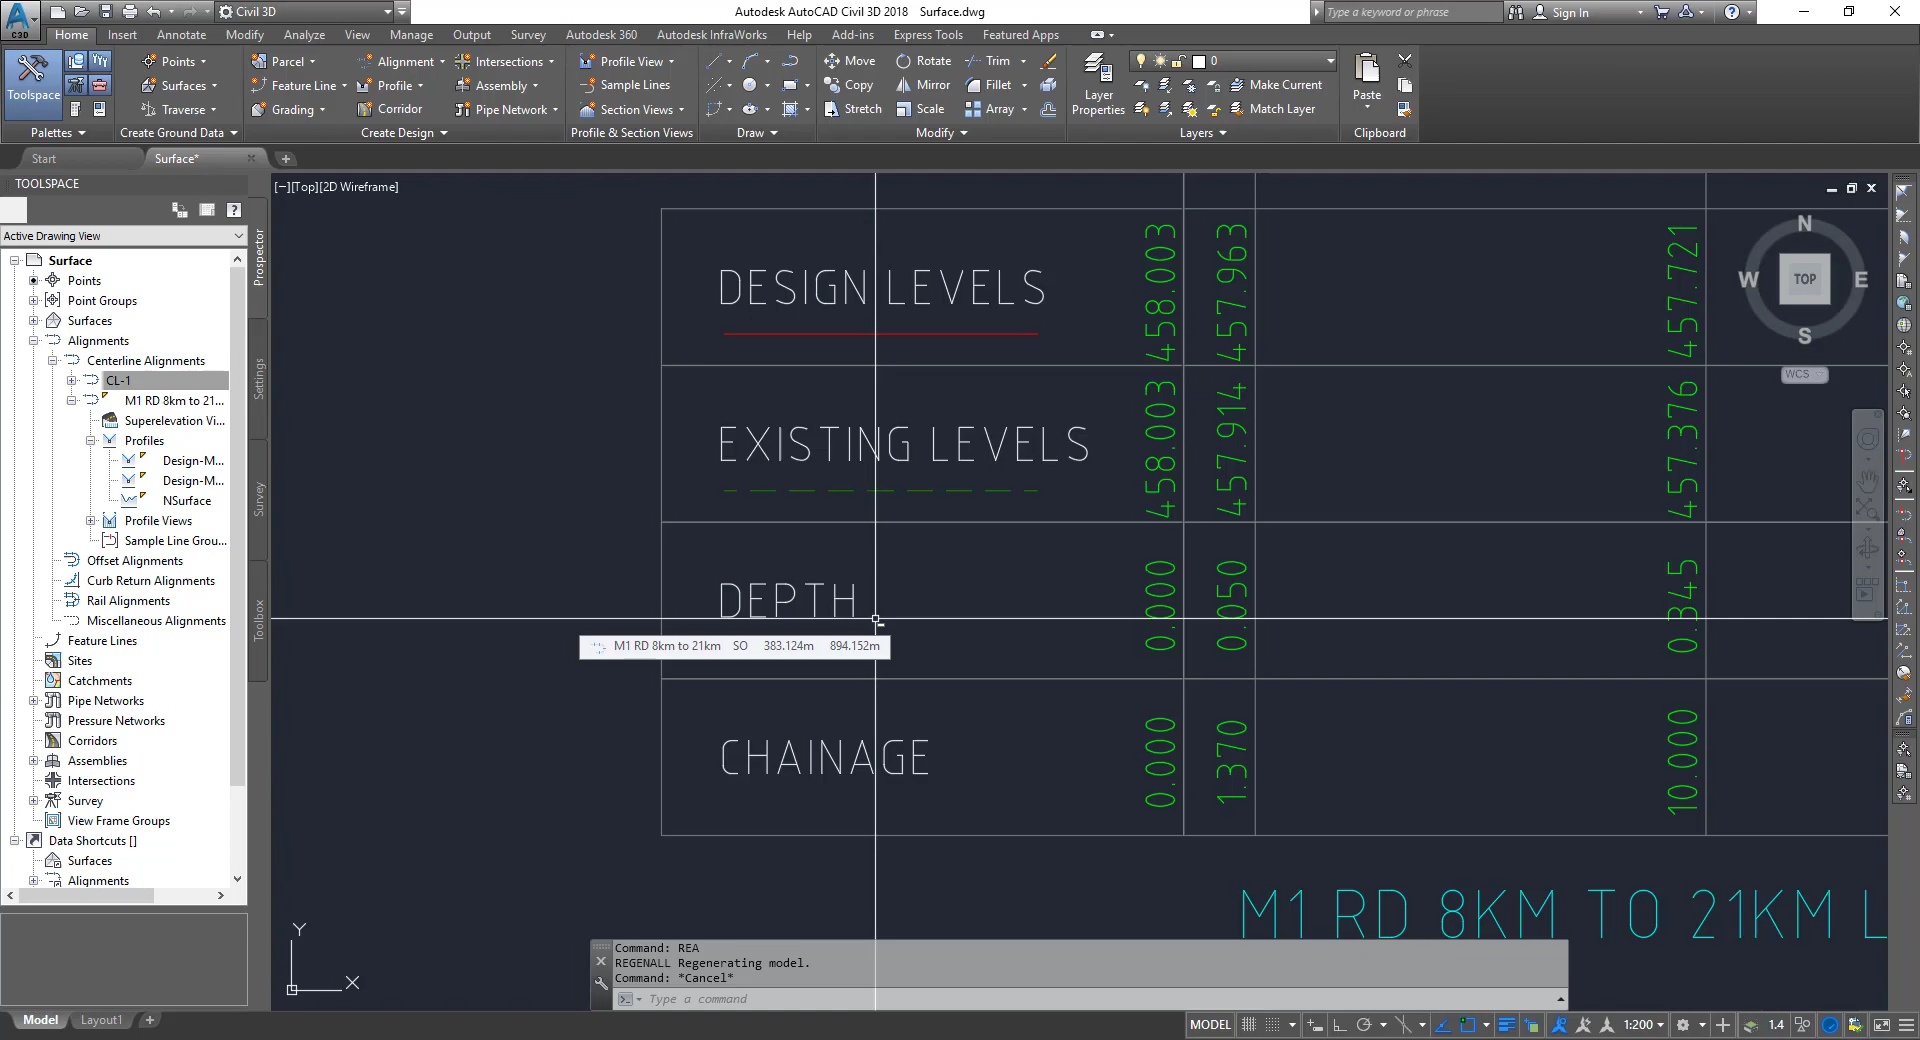 Civil 3D
Autodesk AutoCAD Civil 3D 2018 Surface.dwg
Type a keyword or phrase
Sign In
C3D
Home Insert Annotate Modify Analyze View Manage Output Survey Autodesk 360 Autodesk InfraWorks Help Add-ins Express Tools Featured Apps
Toolspace
Points
Surfaces
Traverse
Parcel
Feature Line
Grading
Alignment
Profile
Corridor
Intersections
Assembly
Pipe Network
Profile View
Sample Lines
Section Views
Move
Copy
Stretch
Rotate
Mirror
Scale
Trim
Fillet
Array
Layer
Properties
0
Make Current
Match Layer
Paste
Palettes
Create Ground Data
Create Design
Profile & Section Views
Draw
Modify
Layers
Clipboard
Start
Surface*
TOOLSPACE
Active Drawing View
Surface
Points
Point Groups
Surfaces
Alignments
Centerline Alignments
CL-1
M1 RD 8km to 21...
Superelevation Vi...
Profiles
Design-M...
Design-M...
NSurface
Profile Views
Sample Line Grou...
Offset Alignments
Curb Return Alignments
Rail Alignments
Miscellaneous Alignments
Feature Lines
Sites
Catchments
Pipe Networks
Pressure Networks
Corridors
Assemblies
Intersections
Survey
View Frame Groups
Data Shortcuts []
Surfaces
Alignments
Prospector
Settings
Survey
Toolbox
[−][Top][2D Wireframe]
DESIGN LEVELS
458.003
457.963
457.721
EXISTING LEVELS
458.003
457.914
457.376
DEPTH
0.000
0.050
0.345
M1 RD 8km to 21km SO 383.124m 894.152m
CHAINAGE
0.000
1.370
10.000
M1 RD 8KM TO 21KM L
N
W
TOP
E
S
WCS
Y
X
Command: REA
REGENALL Regenerating model.
Command: *Cancel*
Type a command
Model
Layout1
MODEL
1:200
1.4